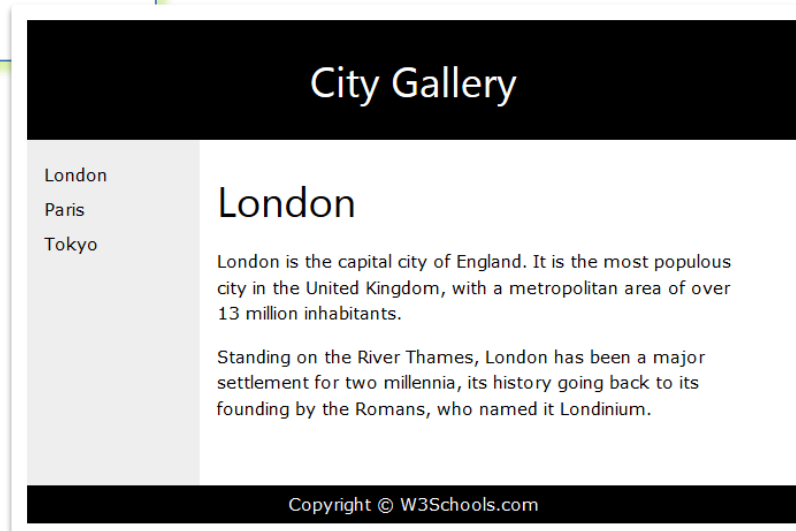 City Gallery
London
Paris
Tokyo
London
London is the capital city of England. It is the most populous
city in the United Kingdom, with a metropolitan area of over
13 million inhabitants.
Standing on the River Thames, London has been a major
settlement for two millennia, its history going back to its
founding by the Romans, who named it Londinium.
Copyright © W3Schools.com